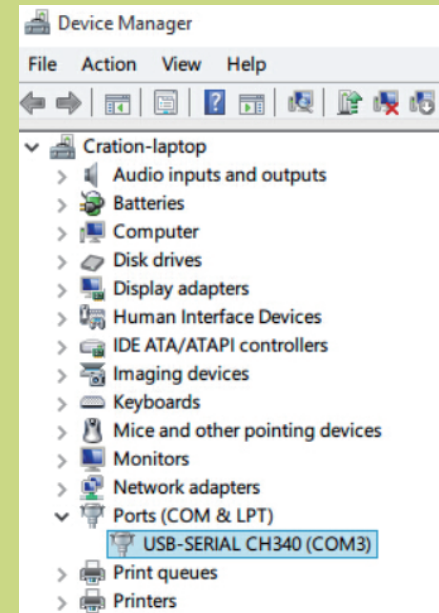 Device Manager
File Action View Help
Cration-laptop
Audio inputs and outputs
Batteries
Computer
Disk drives
Display adapters
Human Interface Devices
IDE ATA/ATAPI controllers
Imaging devices
Keyboards
Mice and other pointing devices
Monitors
Network adapters
Ports (COM & LPT)
USB-SERIAL CH340 (COM3)
Print queues
Printers